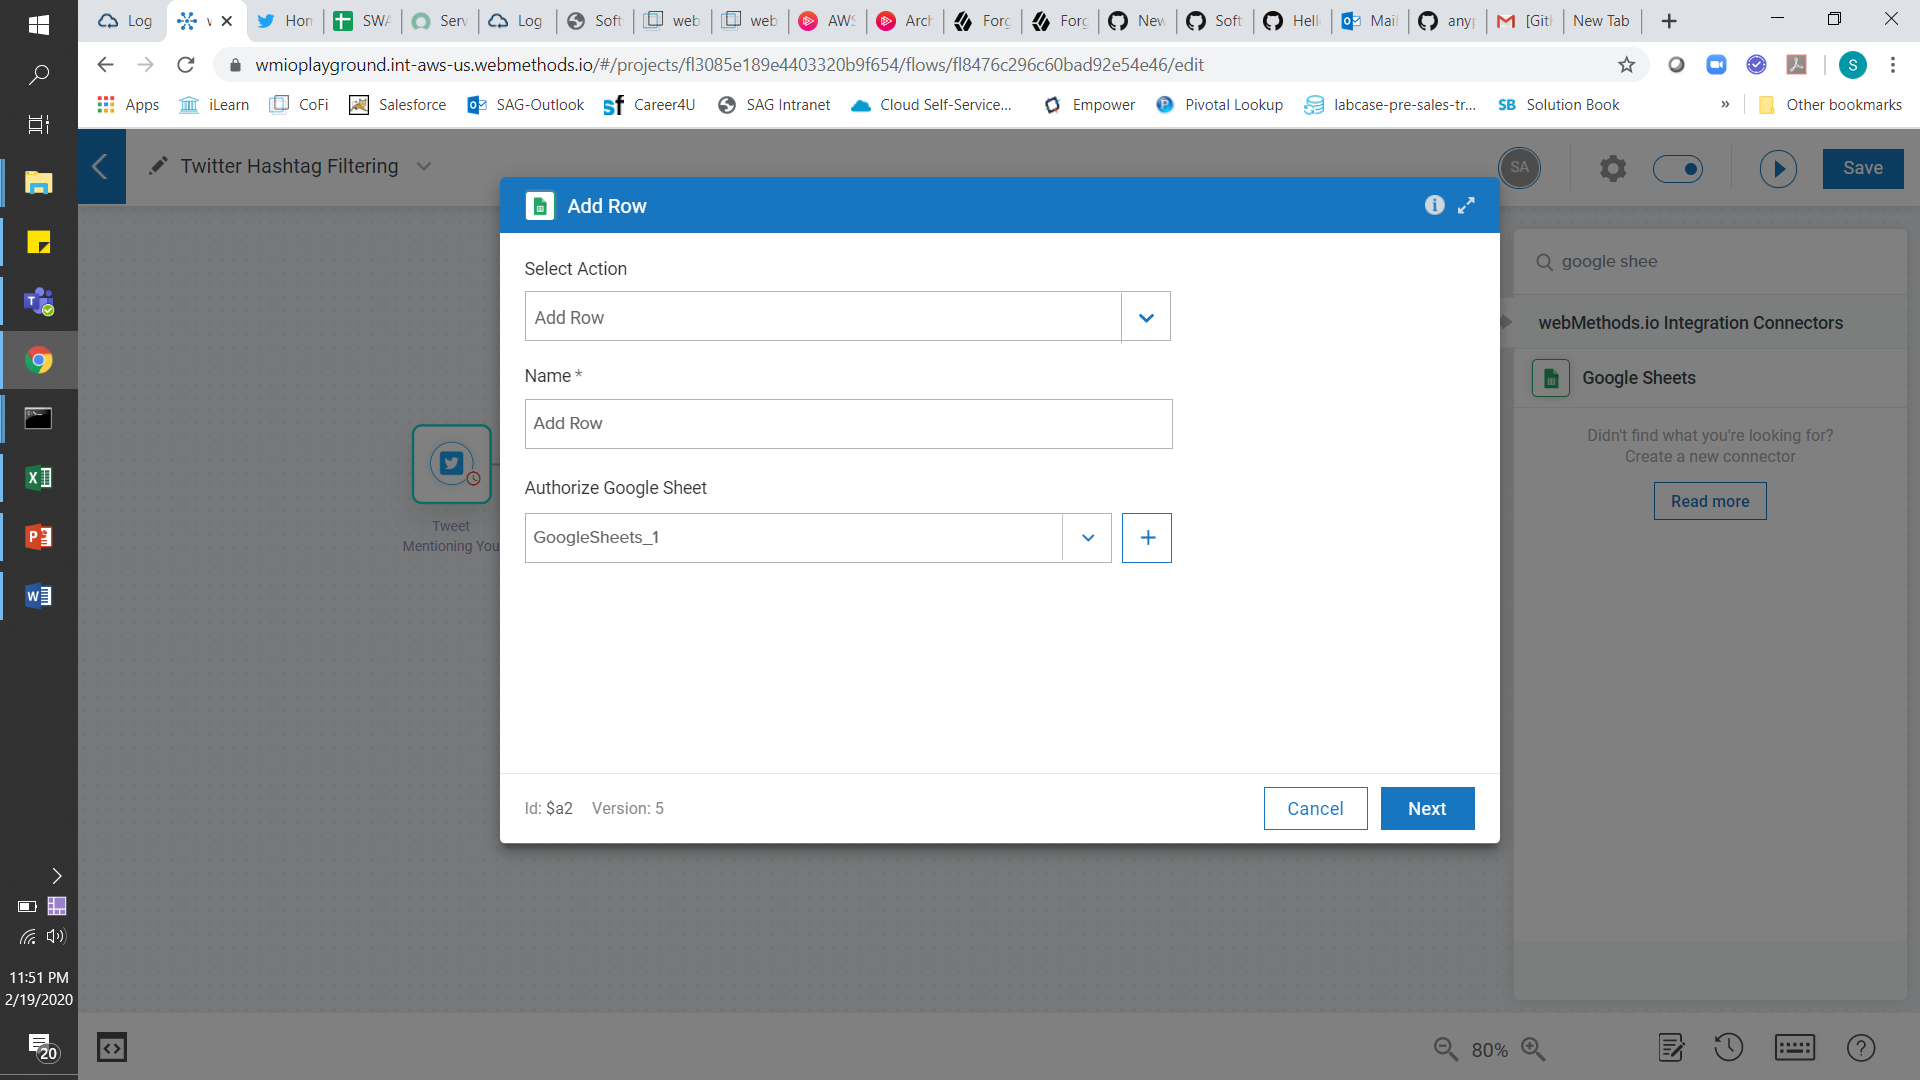 Log
Hom
SWA
Serv
Log
Soft
web
web
AWS
Arch
Forg
Forg
New
Soft
Hell
Mail
anyp
[Git
New Tab
wmioplayground.int-aws-us.webmethods.io/#/projects/fl3085e189e4403320b9f654/flows/fl8476c296c60bad92e54e46/edit
S
Apps
iLearn
CoFi
Salesforce
SAG-Outlook
Career4U
SAG Intranet
Cloud Self-Service...
Empower
Pivotal Lookup
labcase-pre-sales-tr...
SB Solution Book
»
Other bookmarks
Twitter Hashtag Filtering
SA
Save
Add Row
Select Action
Add Row
Name *
Add Row
Authorize Google Sheet
GoogleSheets_1
+
Id: $a2 Version: 5
Cancel
Next
Tweet
Mentioning You
google shee
webMethods.io Integration Connectors
Google Sheets
Didn't find what you're looking for?
Create a new connector
Read more
80%
11:51 PM
2/19/2020
20